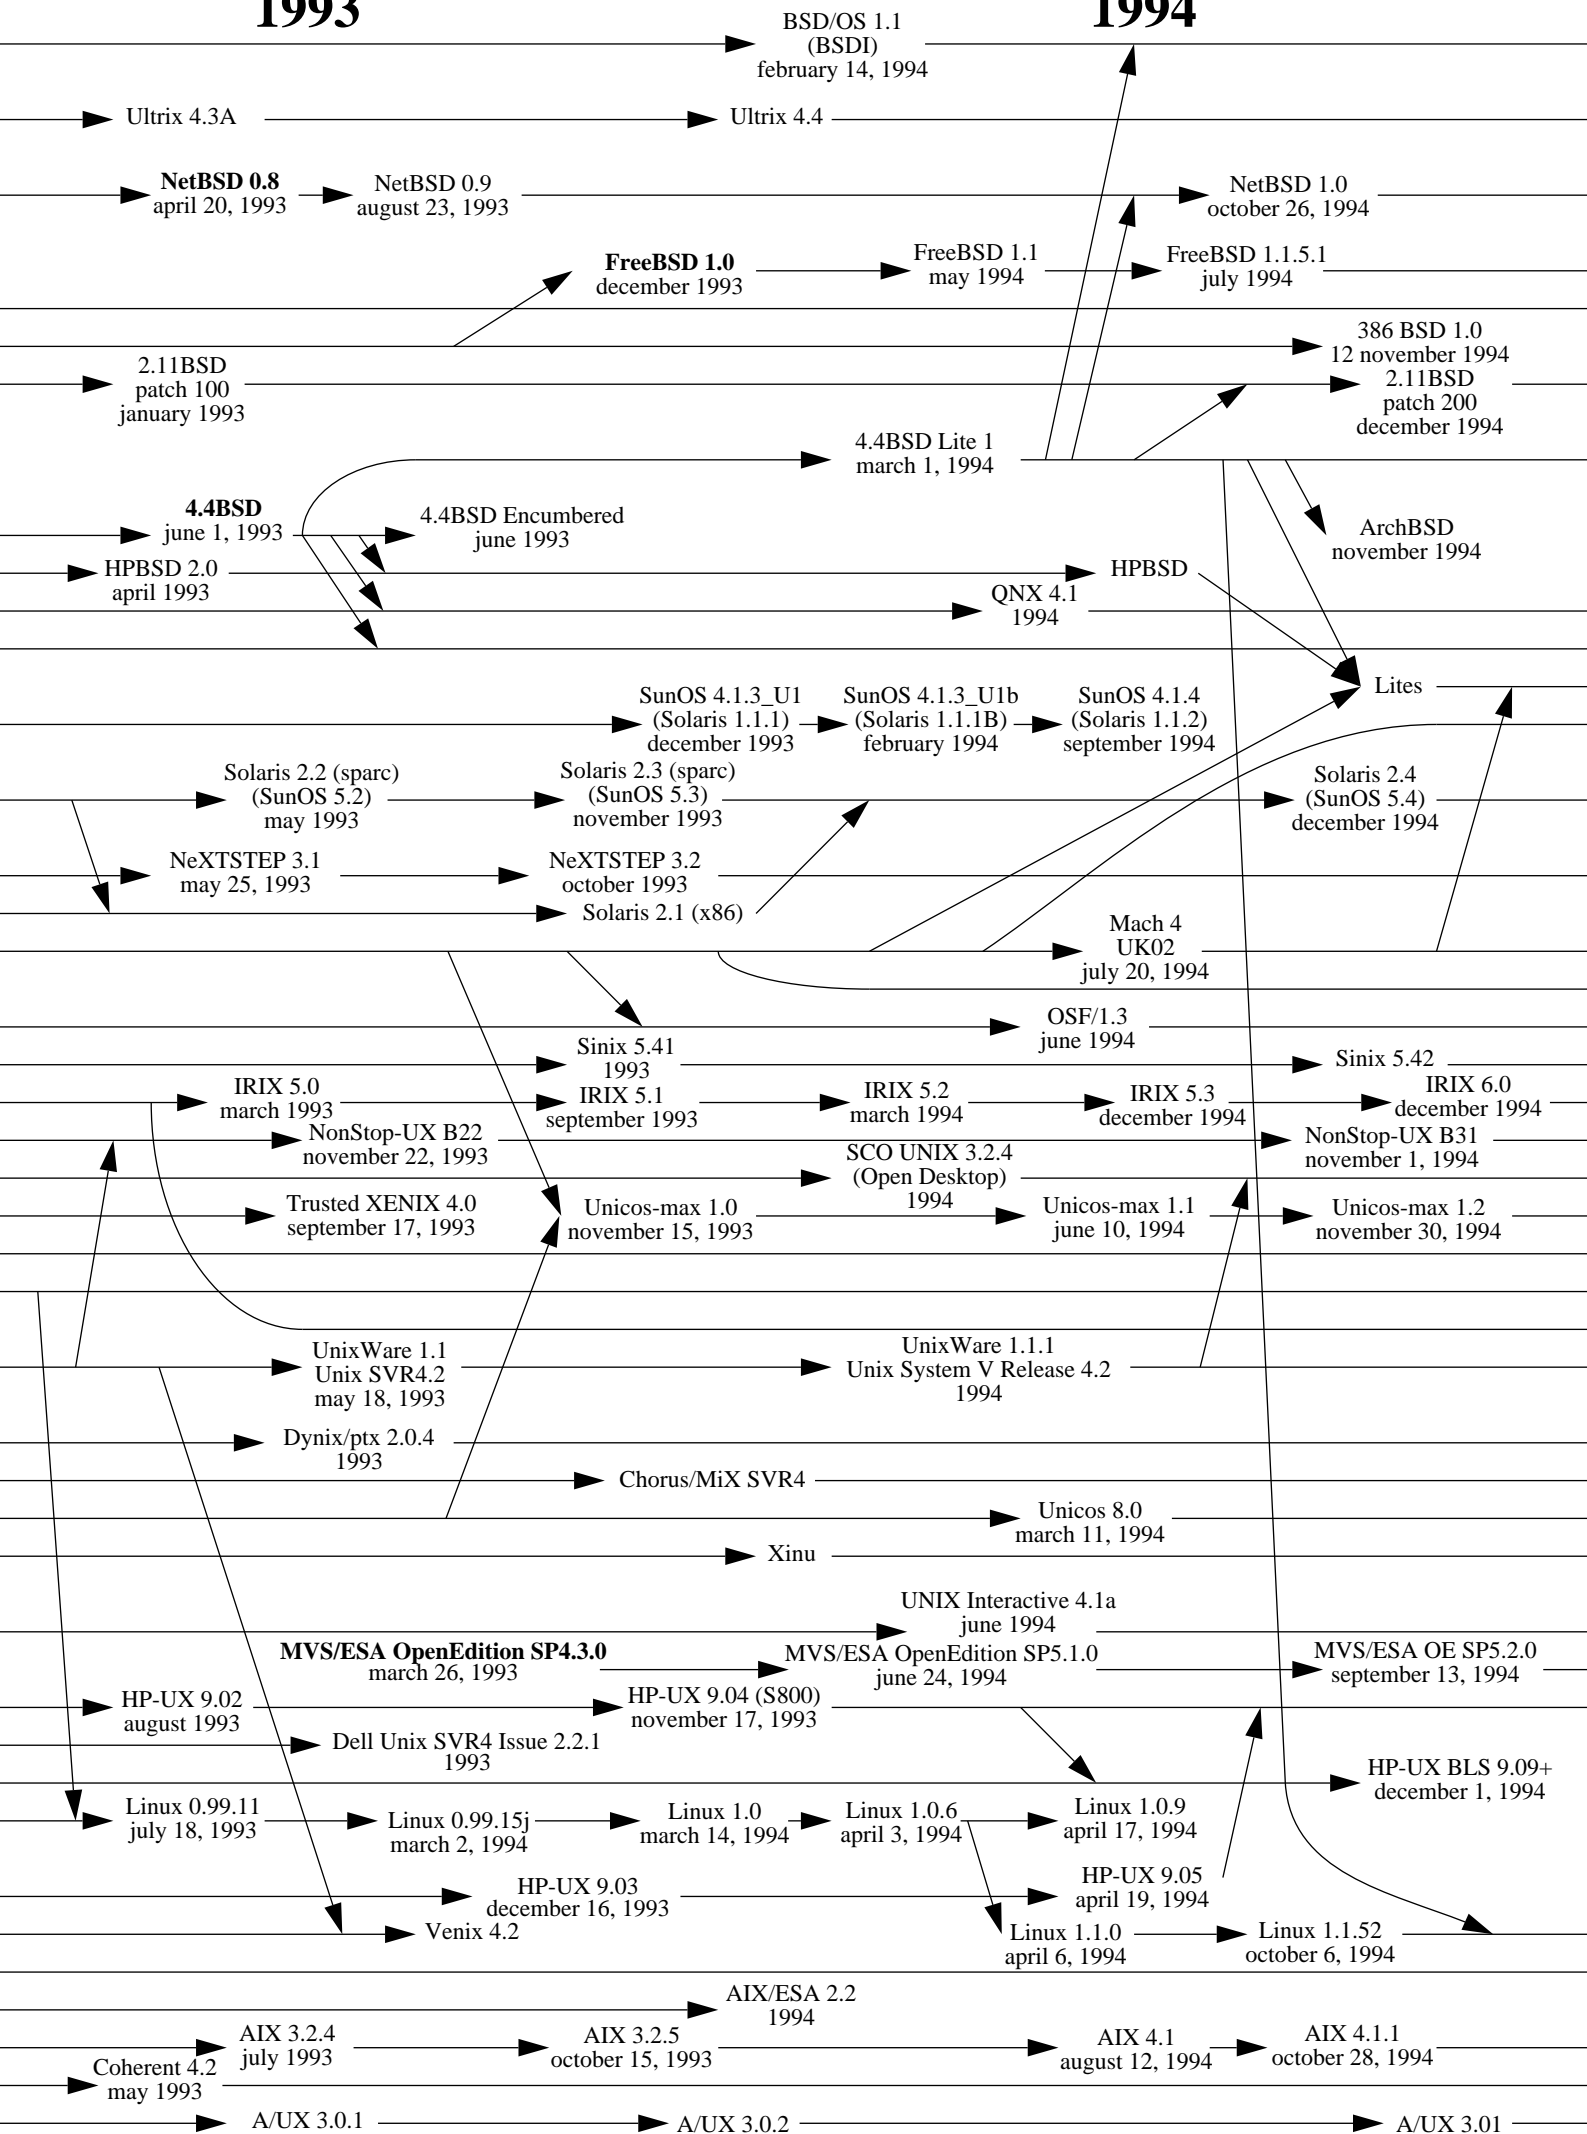 1993
1994
BSD/OS 1.1
(BSDI)
february 14, 1994
Ultrix 4.3A
Ultrix 4.4
NetBSD 0.8
april 20, 1993
NetBSD 0.9
august 23, 1993
NetBSD 1.0
october 26, 1994
FreeBSD 1.0
december 1993
FreeBSD 1.1
may 1994
FreeBSD 1.1.5.1
july 1994
386 BSD 1.0
12 november 1994
2.11BSD
patch 100
january 1993
2.11BSD
patch 200
december 1994
4.4BSD Lite 1
march 1, 1994
4.4BSD
june 1, 1993
4.4BSD Encumbered
june 1993
ArchBSD
november 1994
HPBSD 2.0
april 1993
HPBSD
QNX 4.1
1994
Lites
SunOS 4.1.3_U1
(Solaris 1.1.1)
december 1993
SunOS 4.1.3_U1b
(Solaris 1.1.1B)
february 1994
SunOS 4.1.4
(Solaris 1.1.2)
september 1994
Solaris 2.2 (sparc)
(SunOS 5.2)
may 1993
Solaris 2.3 (sparc)
(SunOS 5.3)
november 1993
Solaris 2.4
(SunOS 5.4)
december 1994
NeXTSTEP 3.1
may 25, 1993
NeXTSTEP 3.2
october 1993
Solaris 2.1 (x86)
Mach 4
UK02
july 20, 1994
OSF/1.3
june 1994
Sinix 5.41
1993
Sinix 5.42
IRIX 5.0
march 1993
IRIX 5.1
september 1993
IRIX 5.2
march 1994
IRIX 5.3
december 1994
IRIX 6.0
december 1994
NonStop-UX B22
november 22, 1993
NonStop-UX B31
november 1, 1994
SCO UNIX 3.2.4
(Open Desktop)
1994
Trusted XENIX 4.0
september 17, 1993
Unicos-max 1.0
november 15, 1993
Unicos-max 1.1
june 10, 1994
Unicos-max 1.2
november 30, 1994
UnixWare 1.1
Unix SVR4.2
may 18, 1993
UnixWare 1.1.1
Unix System V Release 4.2
1994
Dynix/ptx 2.0.4
1993
Chorus/MiX SVR4
Unicos 8.0
march 11, 1994
Xinu
UNIX Interactive 4.1a
june 1994
MVS/ESA OpenEdition SP4.3.0
march 26, 1993
MVS/ESA OpenEdition SP5.1.0
june 24, 1994
MVS/ESA OE SP5.2.0
september 13, 1994
HP-UX 9.02
august 1993
HP-UX 9.04 (S800)
november 17, 1993
Dell Unix SVR4 Issue 2.2.1
1993
HP-UX BLS 9.09+
december 1, 1994
Linux 0.99.11
july 18, 1993
Linux 0.99.15j
march 2, 1994
Linux 1.0
march 14, 1994
Linux 1.0.6
april 3, 1994
Linux 1.0.9
april 17, 1994
HP-UX 9.03
december 16, 1993
HP-UX 9.05
april 19, 1994
Venix 4.2
Linux 1.1.0
april 6, 1994
Linux 1.1.52
october 6, 1994
AIX/ESA 2.2
1994
AIX 3.2.4
july 1993
AIX 3.2.5
october 15, 1993
AIX 4.1
august 12, 1994
AIX 4.1.1
october 28, 1994
Coherent 4.2
may 1993
A/UX 3.0.1
A/UX 3.0.2
A/UX 3.01